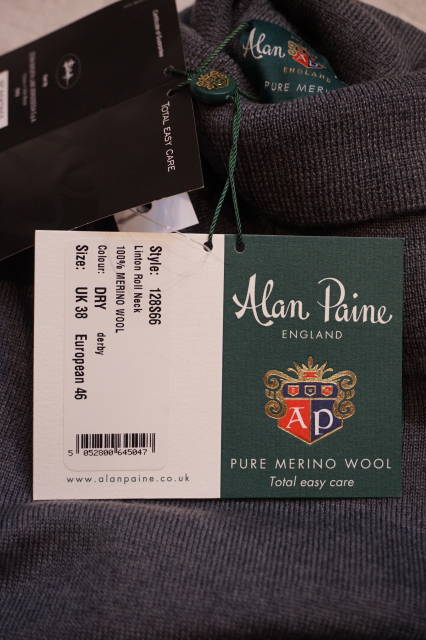 Alan Paine
ENGLAND
PURE MERI
TOTAL EASY CARE
Style: 128S66
Linton Roll Neck
100% MERINO WOOL
Colour: DRY derby
Size: UK 38 European 46
5 052800 645047
www.alanpaine.co.uk
Alan Paine
ENGLAND
AP
PURE MERINO WOOL
Total easy care